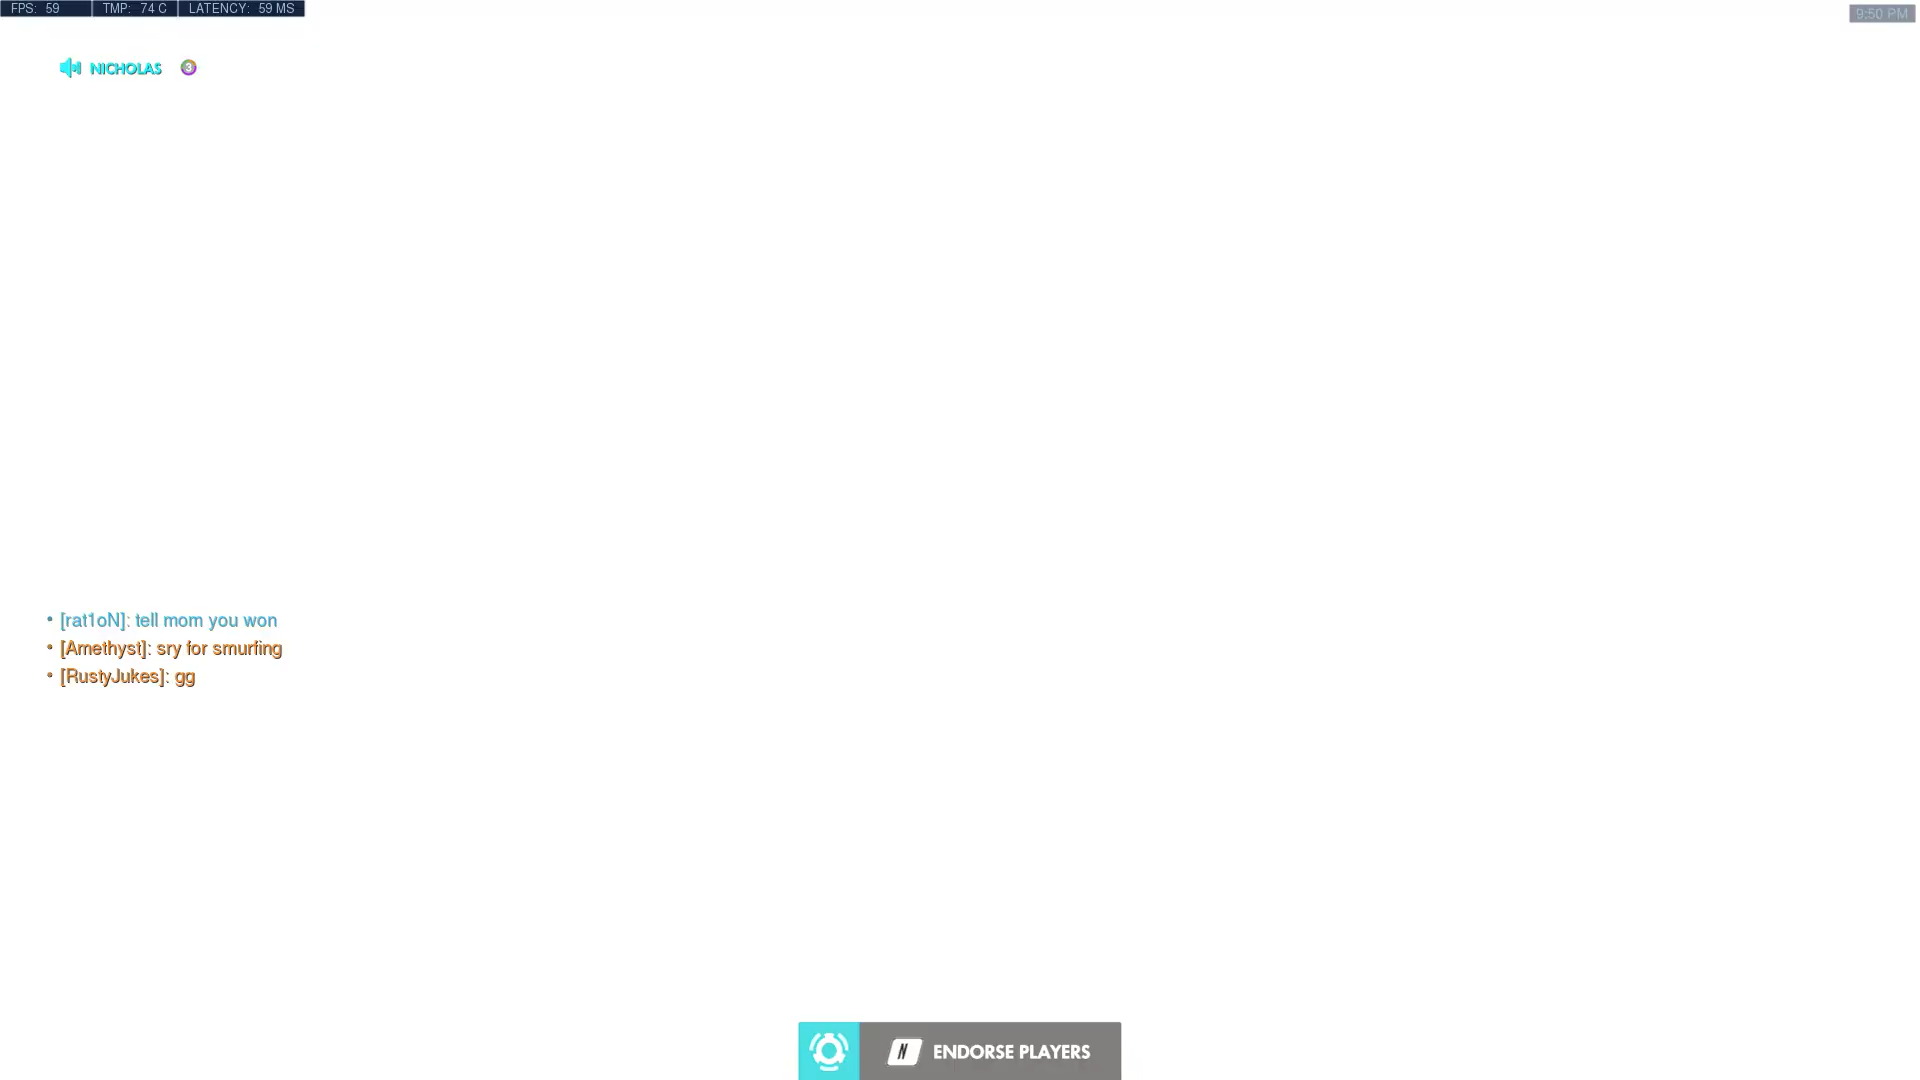 FPS: 59 TMP: 74 C LATENCY: 59 MS
9:50 PM
NICHOLAS 3
• [rat1oN]: tell mom you won
• [Amethyst]: sry for smurfing
• [RustyJukes]: gg
N ENDORSE PLAYERS